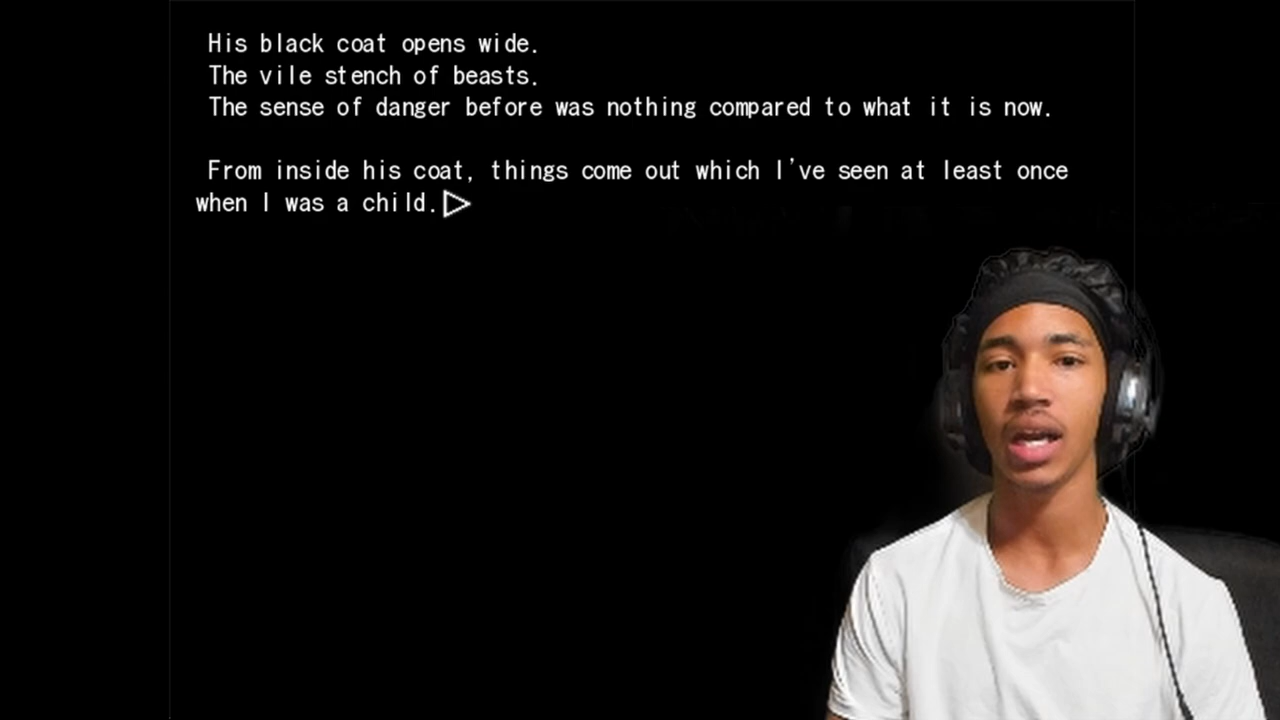 His black coat opens wide.
The vile stench of beasts.
The sense of danger before was nothing compared to what it is now.
From inside his coat, things come out which I've seen at least once
when I was a child.